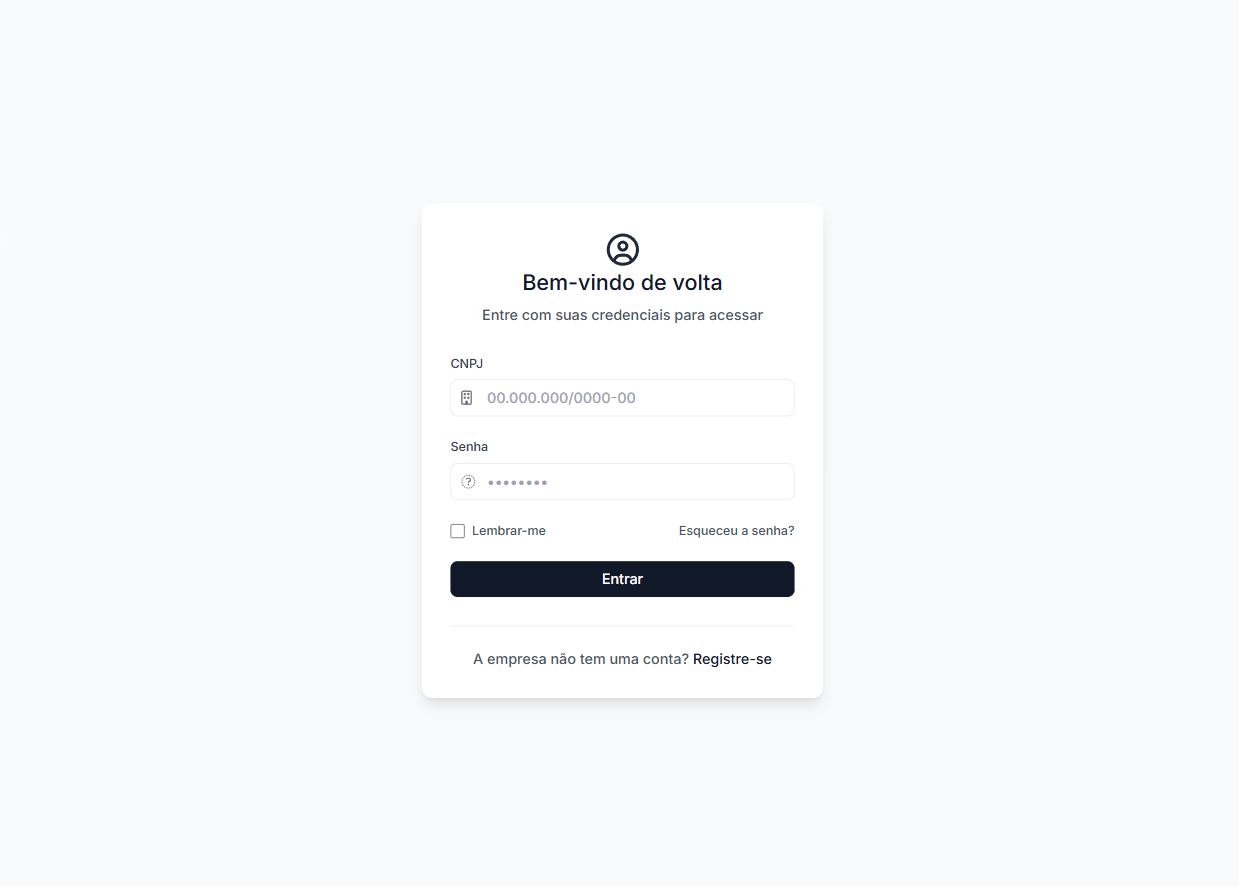 Bem-vindo de volta
Entre com suas credenciais para acessar
CNPJ
00.000.000/0000-00
Senha
••••••••
Lembrar-me
Esqueceu a senha?
Entrar
A empresa não tem uma conta? Registre-se